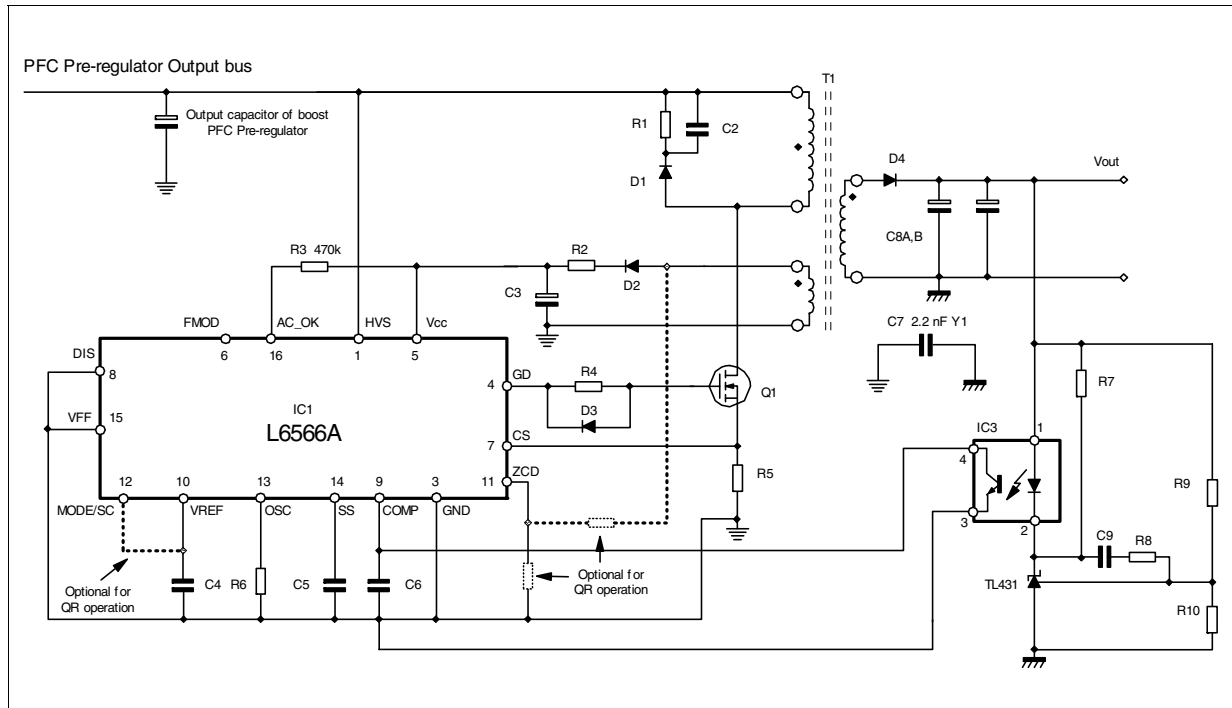 PFC Pre-regulator Output bus
T1
Output capacitor of boost
PFC Pre-regulator
R1
C2
D4
Vout
D1
C8A,B
R3 470k
R2
C3
D2
FMOD
AC_OK
HVS
Vcc
C7 2.2 nF Y1
DIS
6
16
1
5
8
4
GD
R4
R7
Q1
VFF
15
IC1
L6566A
D3
IC3
1
7
CS
4
12
10
13
14
9
3
11
ZCD
R5
R9
MODE/SC
VREF
OSC
SS
COMP
GND
3
2
C9
R8
Optional for
QR operation
C4
R6
C5
C6
Optional for
QR operation
TL431
R10